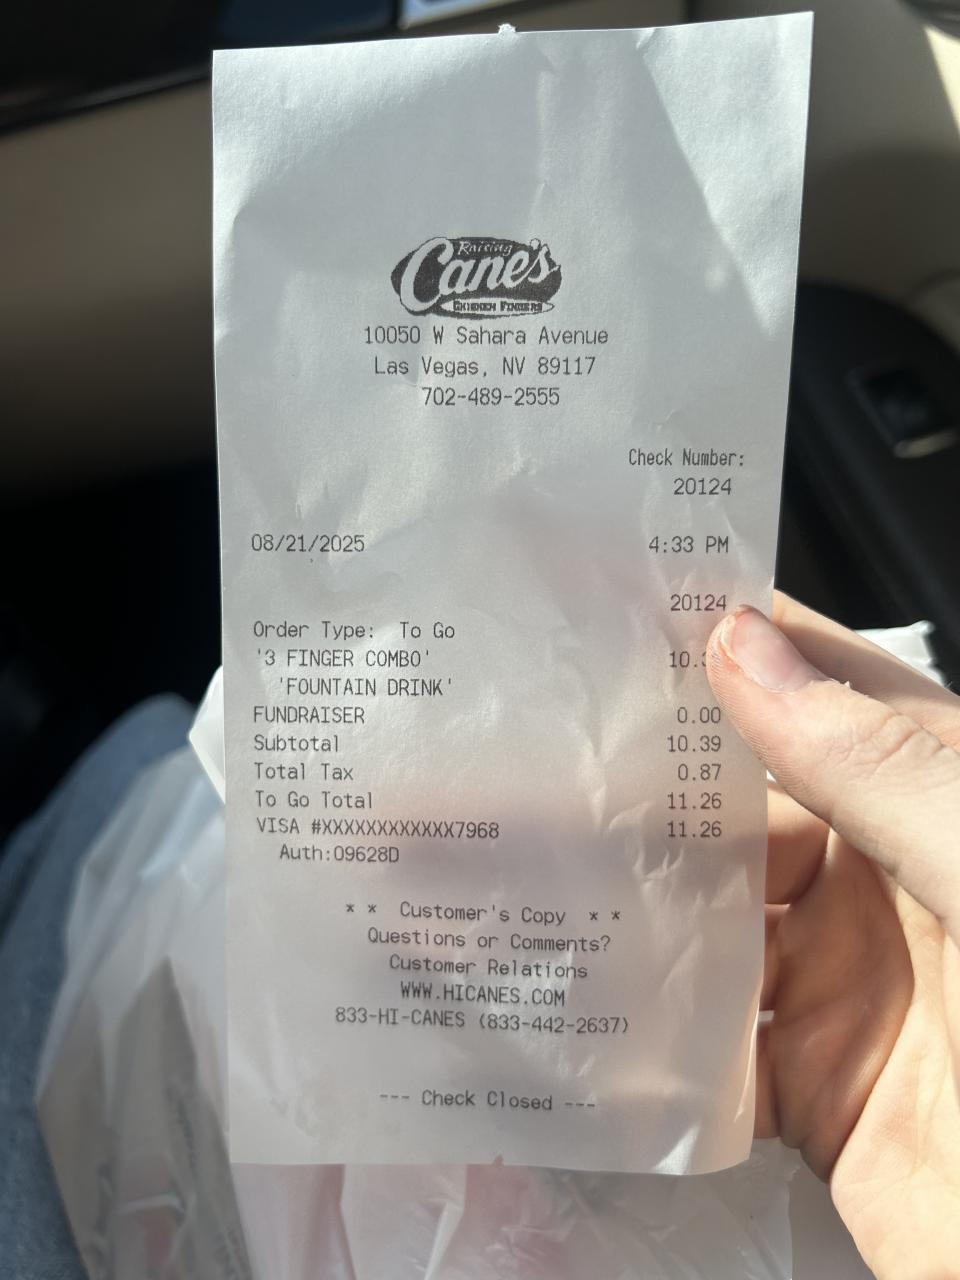 Raising
Cane's
CHICKEN FINGERS
10050 W Sahara Avenue
Las Vegas, NV 89117
702-489-2555
Check Number:
20124
08/21/2025 4:33 PM
20124
Order Type: To Go
'3 FINGER COMBO'
'FOUNTAIN DRINK'
FUNDRAISER 0.00
Subtotal 10.39
Total Tax 0.87
To Go Total 11.26
VISA #XXXXXXXXXXXX7968 11.26
Auth:09628D
* * Customer's Copy * *
Questions or Comments?
Customer Relations
WWW.HICANES.COM
833-HI-CANES (833-442-2637)
--- Check Closed ---